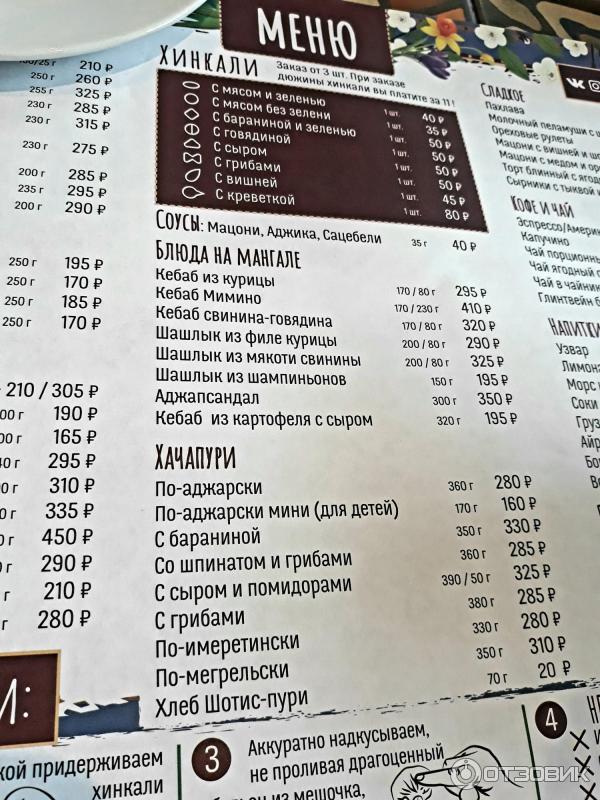 МЕНЮ
ХИНКАЛИ
Заказ от 3 шт. При заказе
дюжины хинкали вы платите за 11!
С мясом и зеленью 1 шт. 40 ₽
С мясом без зелени 35 ₽
С бараниной и зеленью 1 шт. 50 ₽
С говядиной 50 ₽
С сыром 1 шт. 50 ₽
С грибами 1 шт. 50 ₽
С вишней 1 шт. 45 ₽
С креветкой 1 шт. 80 ₽
Соусы: Мацони, Аджика, Сацебели 35 г 40 ₽
БЛЮДА НА МАНГАЛЕ
Кебаб из курицы 170 / 80 г 295 ₽
Кебаб Мимино 170 / 230 г 410 ₽
Кебаб свинина-говядина 170 / 80 г 320 ₽
Шашлык из филе курицы 200 / 80 г 290 ₽
Шашлык из мякоти свинины 200 / 80 г 325 ₽
Шашлык из шампиньонов 150 г 195 ₽
Аджапсандал 300 г 350 ₽
Кебаб из картофеля с сыром 320 г 195 ₽
ХАЧАПУРИ
По-аджарски 360 г 280 ₽
По-аджарски мини (для детей) 170 г 160 ₽
С бараниной 350 г 330 ₽
Со шпинатом и грибами 360 г 285 ₽
С сыром и помидорами 390 / 50 г 325 ₽
С грибами 380 г 285 ₽
По-имеретински 330 г 280 ₽
По-мегрельски 350 г 310 ₽
Хлеб Шотис-пури 70 г 20 ₽
210 ₽
250 г 260 ₽
255 г 325 ₽
230 г 285 ₽
230 г 315 ₽
230 г 275 ₽
200 г 285 ₽
235 г 295 ₽
200 г 290 ₽
250 г 195 ₽
250 г 170 ₽
250 г 185 ₽
250 г 170 ₽
210 / 305 ₽
190 ₽
165 ₽
295 ₽
310 ₽
335 ₽
450 ₽
290 ₽
210 ₽
280 ₽
СЛАДКОЕ
Пахлава
Молочный пеламуши с
Ореховые рулеты
Мацони с вишней и
Мацони с медом и
Торт блинный с
Сырники с тыквой и
КОФЕ И ЧАЙ
Эспрессо/
Капучино
Чай порционный
Чай ягодный
Чай в чайнике
Глинтвейн
НАПИТКИ
Узвар
Морс
Соки
3
Аккуратно надкусываем,
не проливая драгоценный
бульон из мешочка,
придерживаем
хинкали
4
ОТЗОВИК